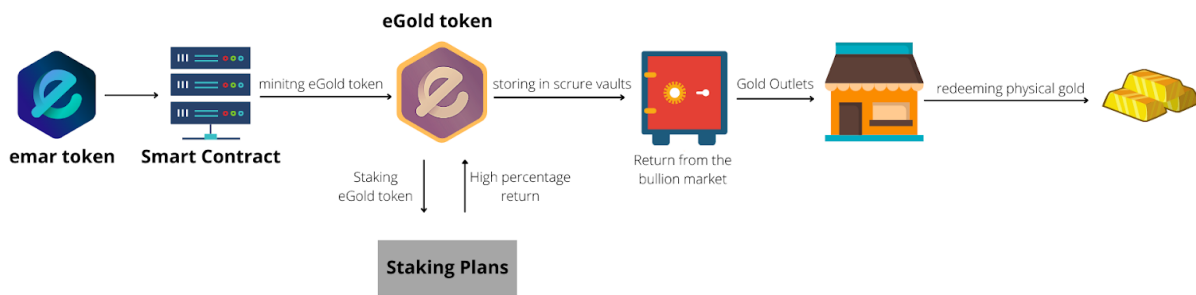 eGold token
minitng eGold token
storing in scrure vaults
Gold Outlets
redeeming physical gold
emar token
Smart Contract
Return from the
bullion market
Staking
eGold token
High percentage
return
Staking Plans